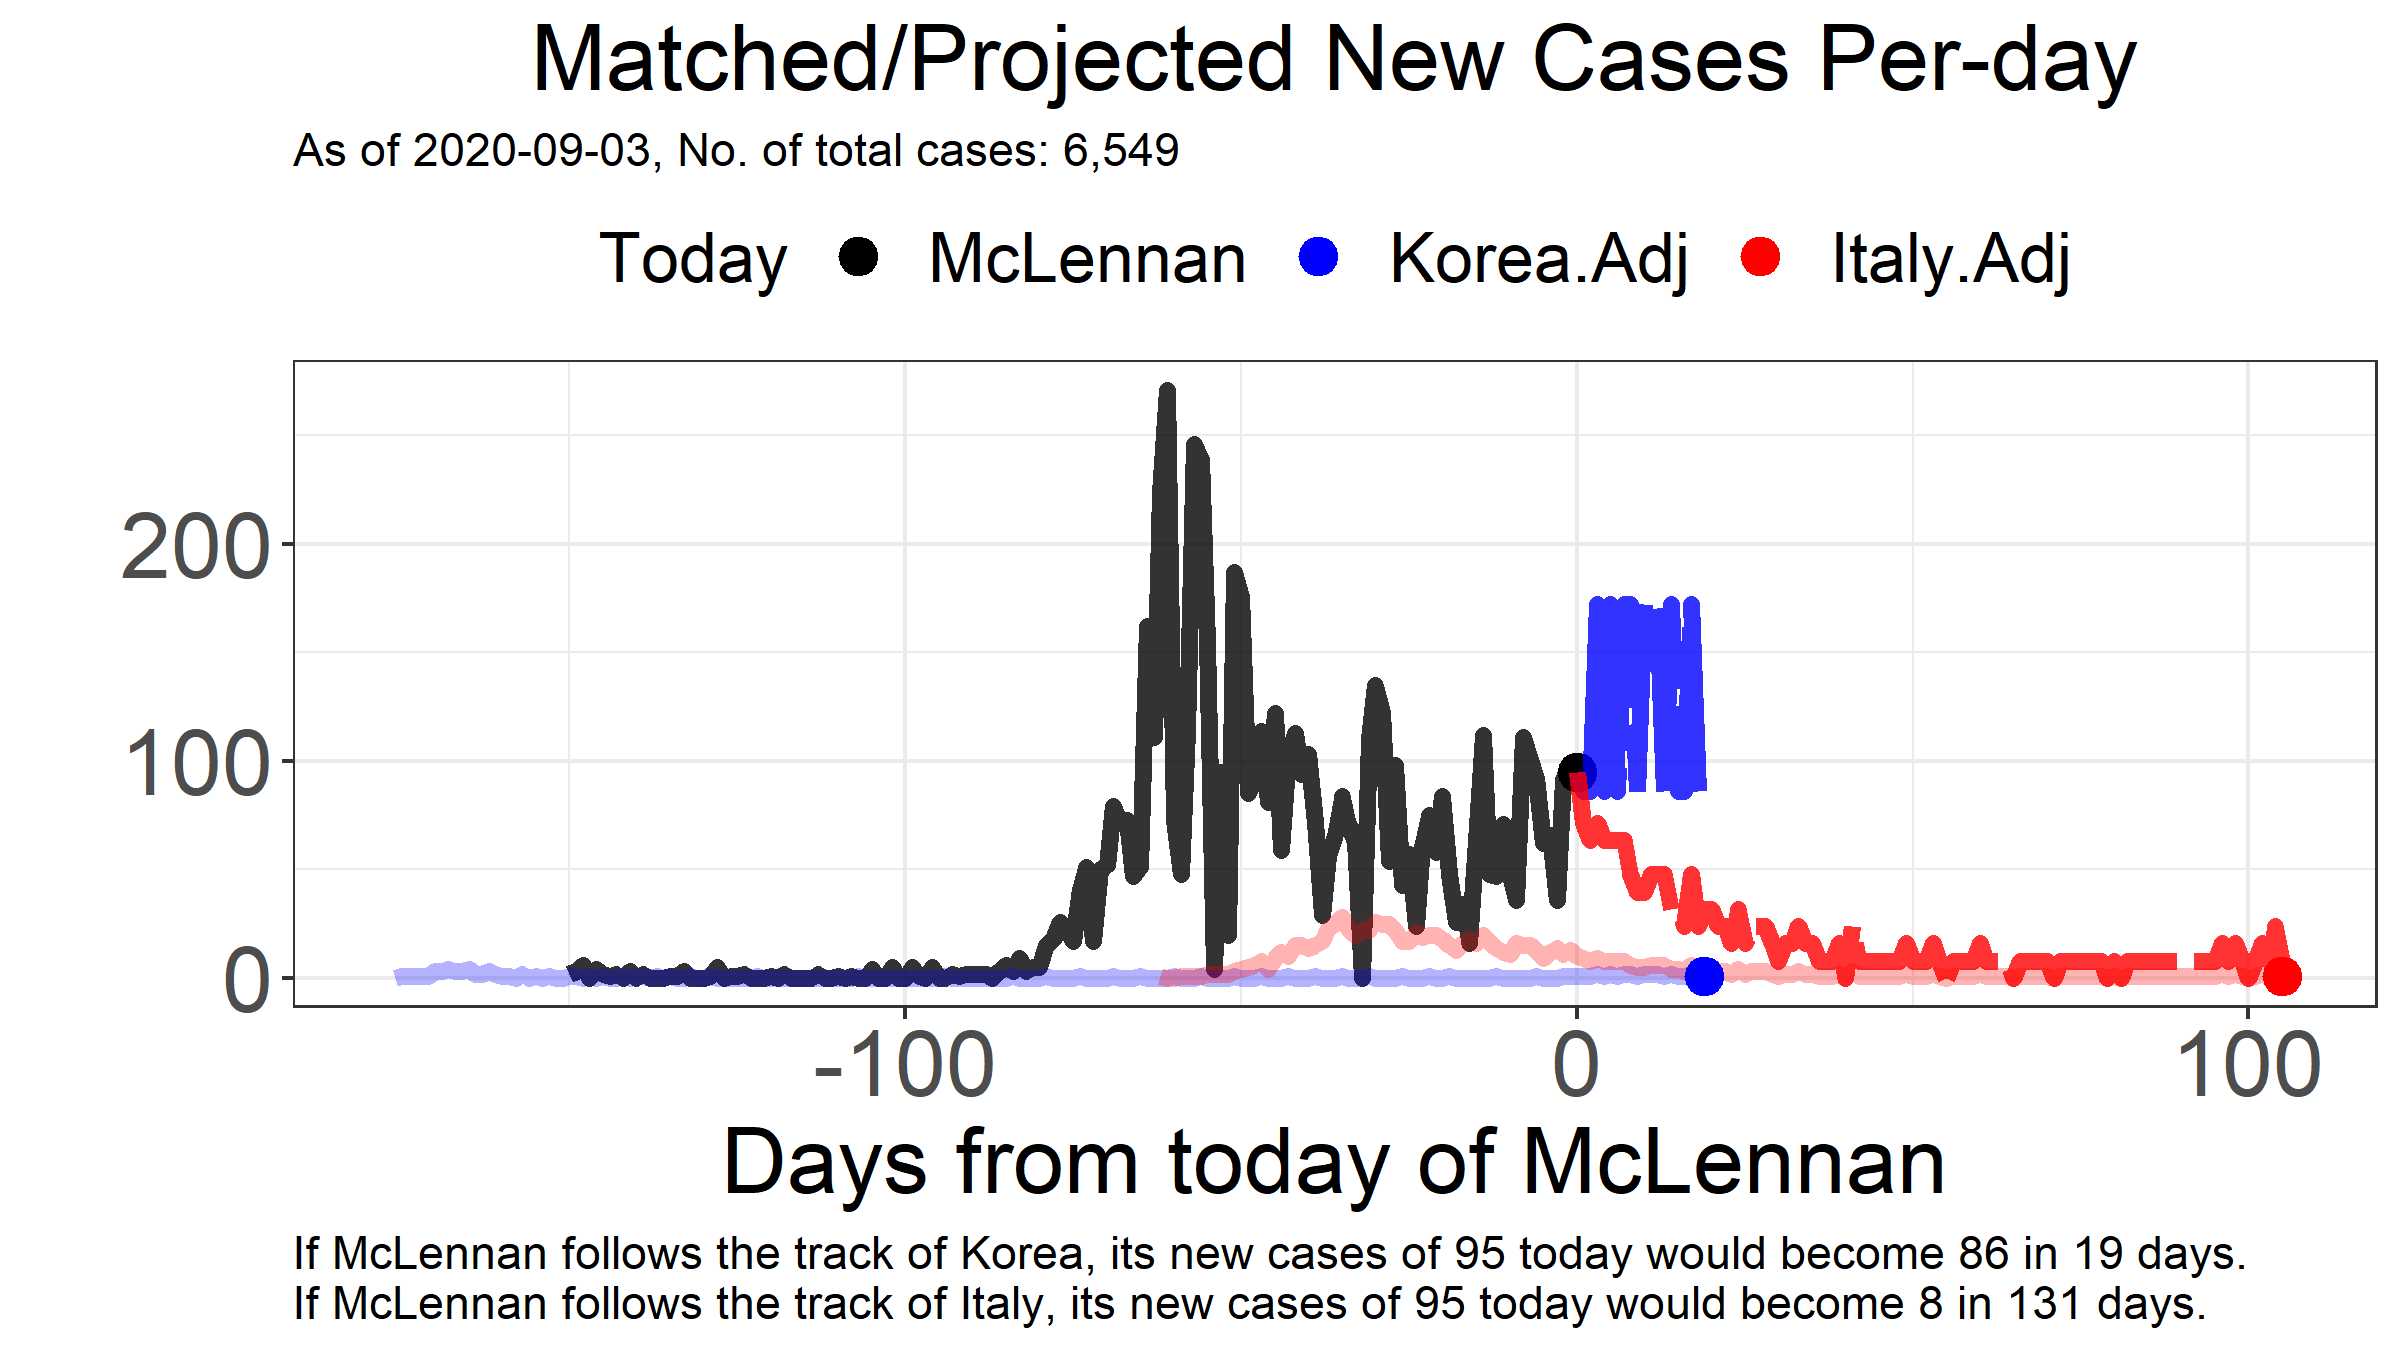 Matched/Projected New Cases Per-day
As of 2020-09-03, No. of total cases: 6,549
Today McLennan Korea.Adj Italy.Adj
200
100
0
-100 0 100
Days from today of McLennan
If McLennan follows the track of Korea, its new cases of 95 today would become 86 in 19 days.
If McLennan follows the track of Italy, its new cases of 95 today would become 8 in 131 days.